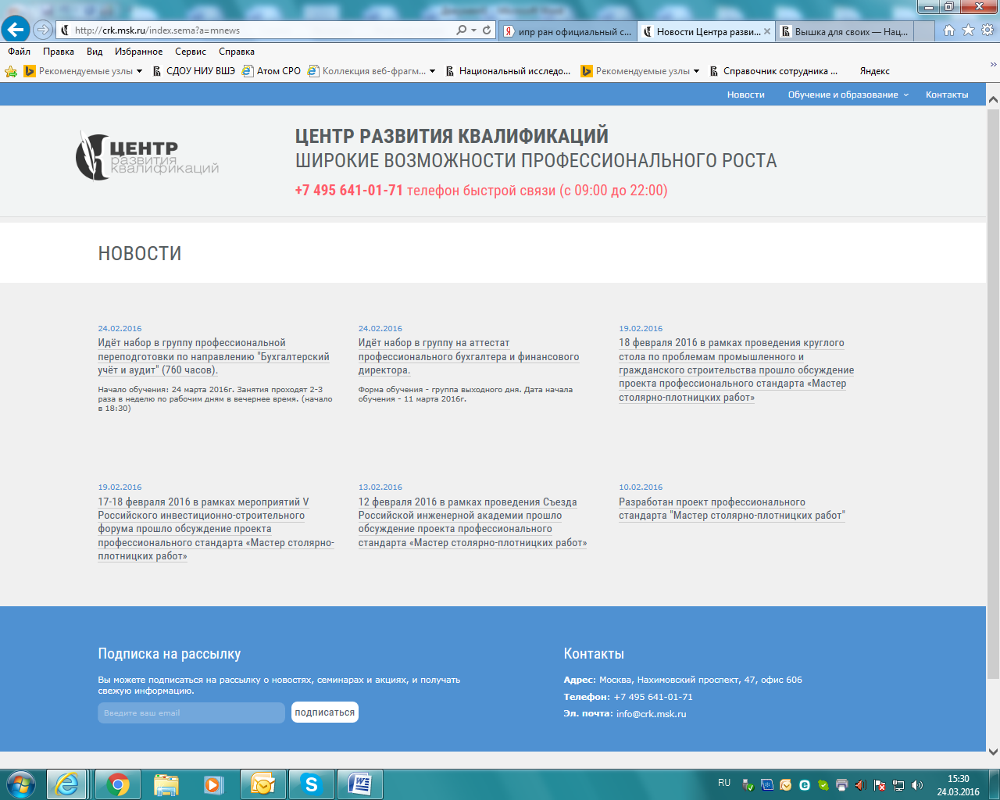 http://crk.msk.ru/index.sema?a=mnews
ипр ран официальный с...
Новости Центра разви...
Вышка для своих — Нац...
Файл Правка Вид Избранное Сервис Справка
Рекомендуемые узлы СДОУ НИУ ВШЭ Атом СРО Коллекция веб-фрагм... Национальный исследо... Рекомендуемые узлы Справочник сотрудника ... Яндекс
Новости Обучение и образование Контакты
ЦЕНТР
развития
квалификаций
ЦЕНТР РАЗВИТИЯ КВАЛИФИКАЦИЙ
ШИРОКИЕ ВОЗМОЖНОСТИ ПРОФЕССИОНАЛЬНОГО РОСТА
+7 495 641-01-71 телефон быстрой связи (с 09:00 до 22:00)
НОВОСТИ
24.02.2016
Идёт набор в группу профессиональной
переподготовки по направлению "Бухгалтерский
учёт и аудит" (760 часов).
Начало обучения: 24 марта 2016г. Занятия проходят 2-3
раза в неделю по рабочим дням в вечернее время. (начало
в 18:30)
24.02.2016
Идёт набор в группу на аттестат
профессионального бухгалтера и финансового
директора.
Форма обучения - группа выходного дня. Дата начала
обучения - 11 марта 2016г.
19.02.2016
18 февраля 2016 в рамках проведения круглого
стола по проблемам промышленного и
гражданского строительства прошло обсуждение
проекта профессионального стандарта «Мастер
столярно-плотницких работ»
19.02.2016
17-18 февраля 2016 в рамках мероприятий V
Российского инвестиционно-строительного
форума прошло обсуждение проекта
профессионального стандарта «Мастер столярно-
плотницких работ»
13.02.2016
12 февраля 2016 в рамках проведения Съезда
Российской инженерной академии прошло
обсуждение проекта профессионального
стандарта «Мастер столярно-плотницких работ»
10.02.2016
Разработан проект профессионального
стандарта "Мастер столярно-плотницких работ"
Подписка на рассылку
Вы можете подписаться на рассылку о новостях, семинарах и акциях, и получать
свежую информацию.
Введите ваш email
подписаться
Контакты
Адрес: Москва, Нахимовский проспект, 47, офис 606
Телефон: +7 495 641-01-71
Эл. почта: info@crk.msk.ru
RU
15:30
24.03.2016